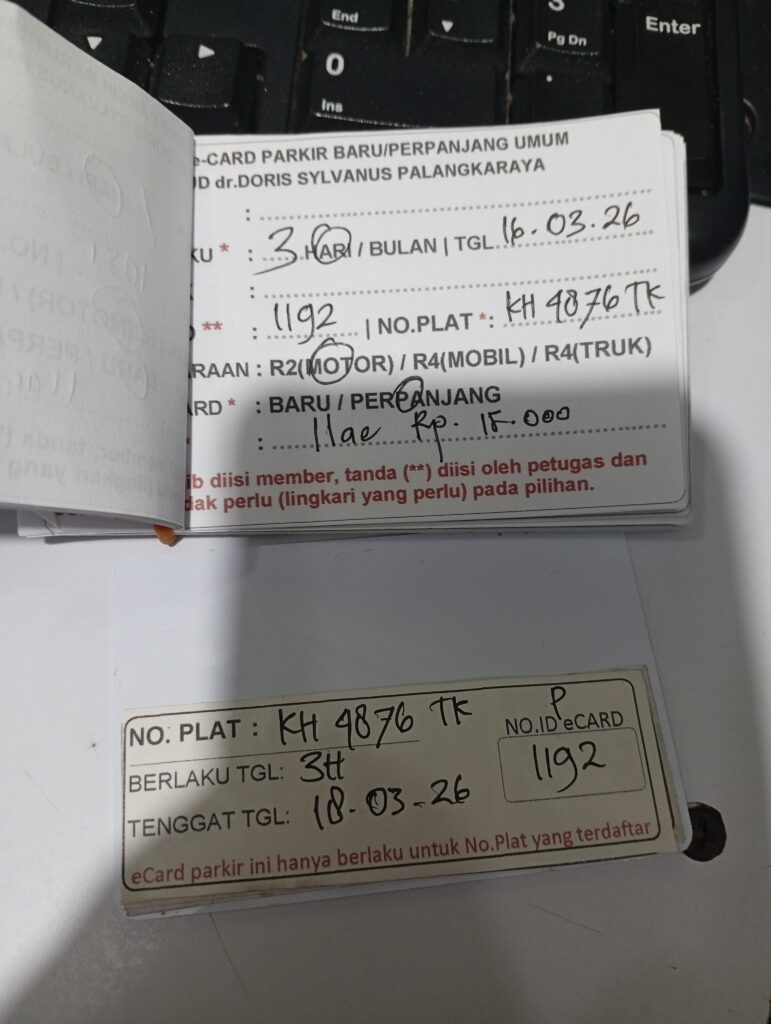 End
3
Pg Dn
Enter
0
Ins
.
e-CARD PARKIR BARU/PERPANJANG UMUM
UD dr.DORIS SYLVANUS PALANGKARAYA
:
KU * : 3 HARI / BULAN | TGL. 16.03.26
:
** : 1192 | NO.PLAT *: KH 4876 TK
RAAN : R2(MOTOR) / R4(MOBIL) / R4(TRUK)
ARD * : BARU / PERPANJANG
: Rp. 15.000
ib diisi member, tanda (**) diisi oleh petugas dan
dak perlu (lingkari yang perlu) pada pilihan.
NO. PLAT : KH 4876 TK
P
NO.ID eCARD
BERLAKU TGL: 3H
1192
TENGGAT TGL: 18.03.26
eCard parkir ini hanya berlaku untuk No.Plat yang terdaftar